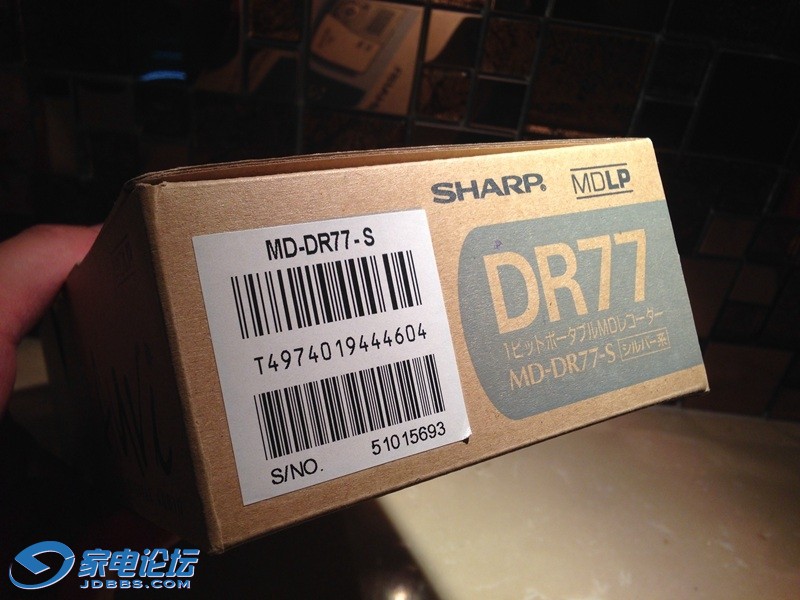 SHARP®
MDLP
MD-DR77-S
T4974019444604
S/NO.
51015693
DR77
1ビットポータブルMDレコーダー
MD-DR77-S シルバー系
家电论坛
JDBBS.COM